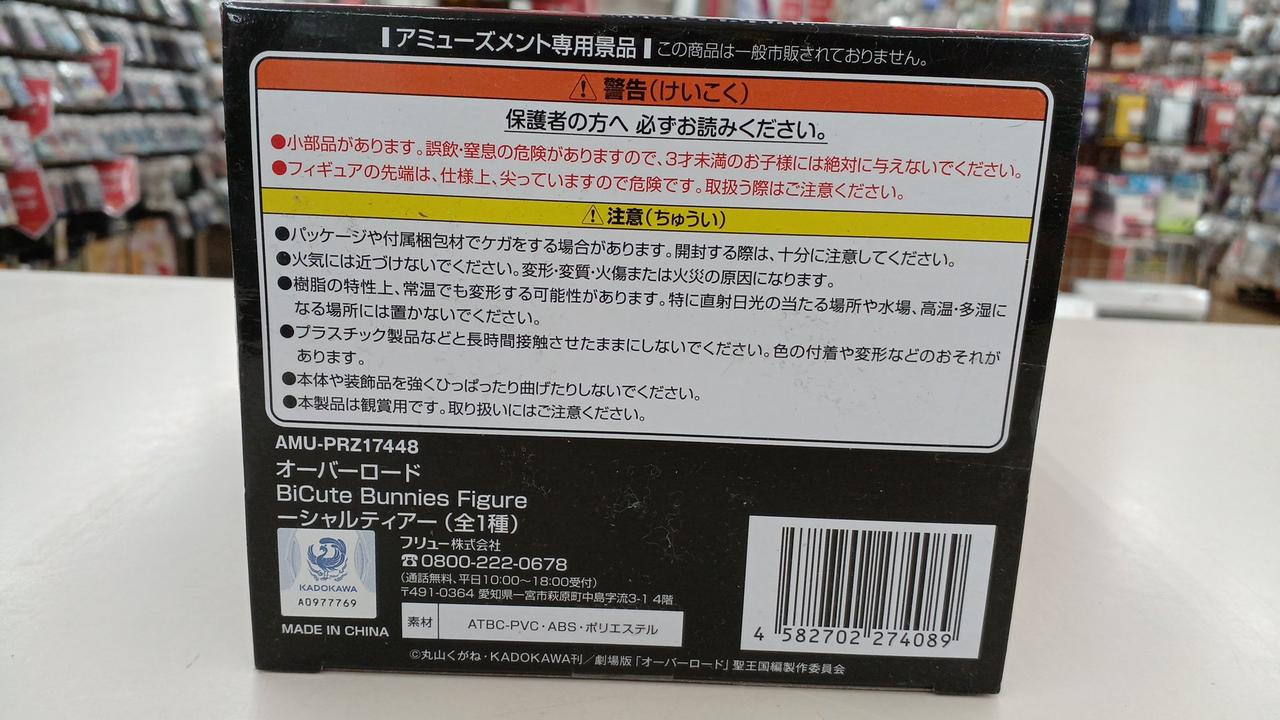 アミューズメント専用景品 この商品は一般市販されておりません。
⚠警告(けいこく)
保護者の方へ 必ずお読みください。
●小部品があります。誤飲・窒息の危険がありますので、3才未満のお子様には絶対に与えないでください。
●フィギュアの先端は、仕様上、尖っていますので危険です。取扱う際はご注意ください。
⚠注意(ちゅうい)
●パッケージや付属梱包材でケガをする場合があります。開封する際は、十分に注意してください。
●火気には近づけないでください。変形・変質・火傷または火災の原因になります。
●樹脂の特性上、常温でも変形する可能性があります。特に直射日光の当たる場所や水場、高温・多湿に
なる場所には置かないでください。
●プラスチック製品などと長時間接触させたままにしないでください。色の付着や変形などのおそれが
あります。
●本体や装飾品を強くひっぱったり曲げたりしないでください。
●本製品は観賞用です。取り扱いにはご注意ください。
AMU-PRZ17448
オーバーロード
BiCute Bunnies Figure
ーシャルティアー(全1種)
KADOKAWA
A0977769
MADE IN CHINA
フリュー株式会社
☎0800-222-0678
(通話無料、平日10:00～18:00受付)
〒491-0364 愛知県一宮市萩原町中島字流3-1 4階
素材 ATBC-PVC・ABS・ポリエステル
4 582702 274089
©丸山くがね・KADOKAWA刊／劇場版「オーバーロード」聖王国編製作委員会